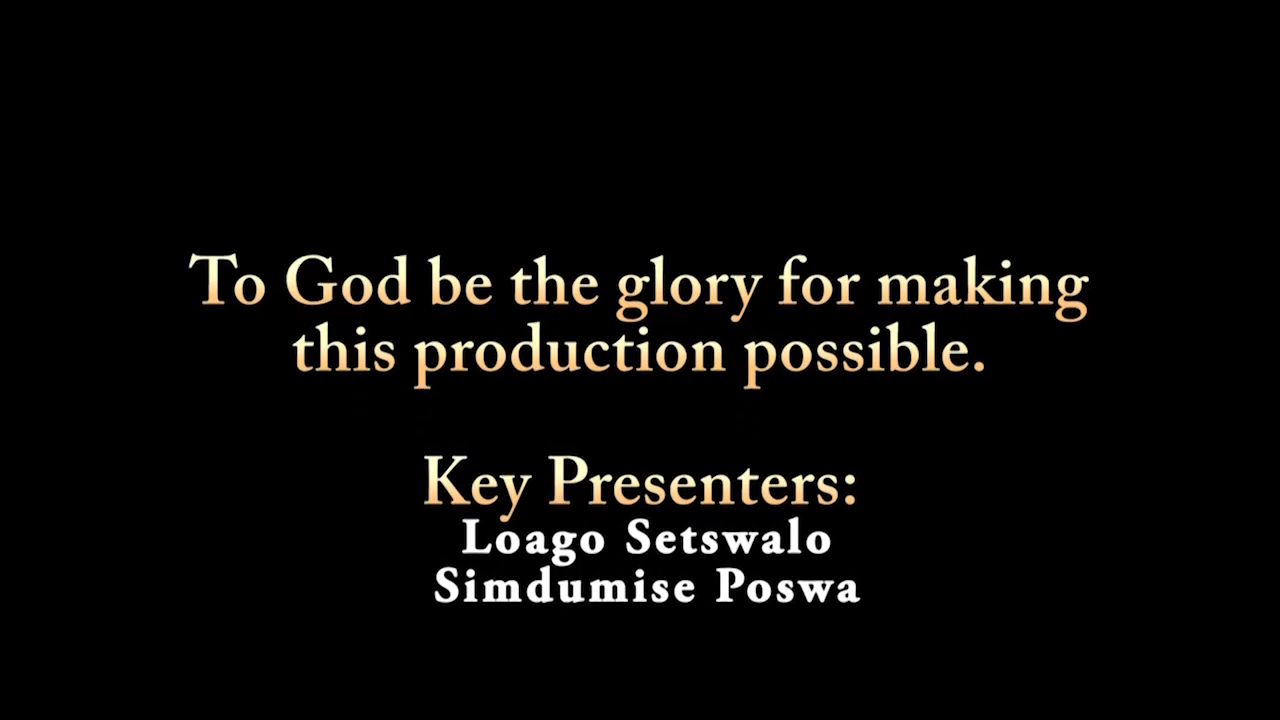 To God be the glory for making
this production possible.
Key Presenters:
Loago Setswalo
Simdumise Poswa